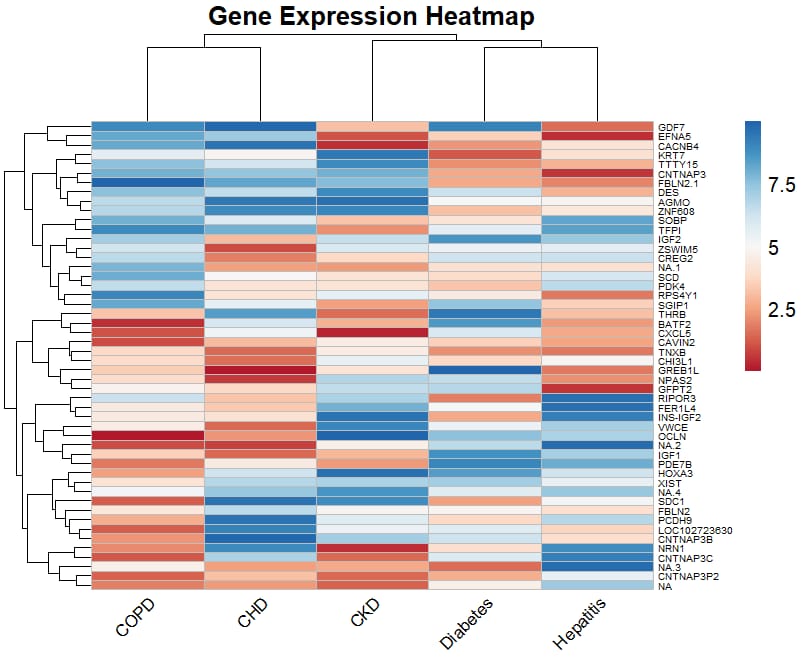 Gene Expression Heatmap
GDF7
EFNA5
CACNB4
KRT7
TTTY15
CNTNAP3
FBLN2.1
DES
AGMO
ZNF608
SOBP
TFPI
IGF2
ZSWIM5
CREG2
NA.1
SCD
PDK4
RPS4Y1
SGIP1
THRB
BATF2
CXCL5
CAVIN2
TNXB
CHI3L1
GREB1L
NPAS2
GFPT2
RIPOR3
FER1L4
INS-IGF2
VWCE
OCLN
NA.2
IGF1
PDE7B
HOXA3
XIST
NA.4
SDC1
FBLN2
PCDH9
LOC102723630
CNTNAP3B
NRN1
CNTNAP3C
NA.3
CNTNAP3P2
NA
7.5
5
2.5
COPD
CHD
CKD
Diabetes
Hepatitis